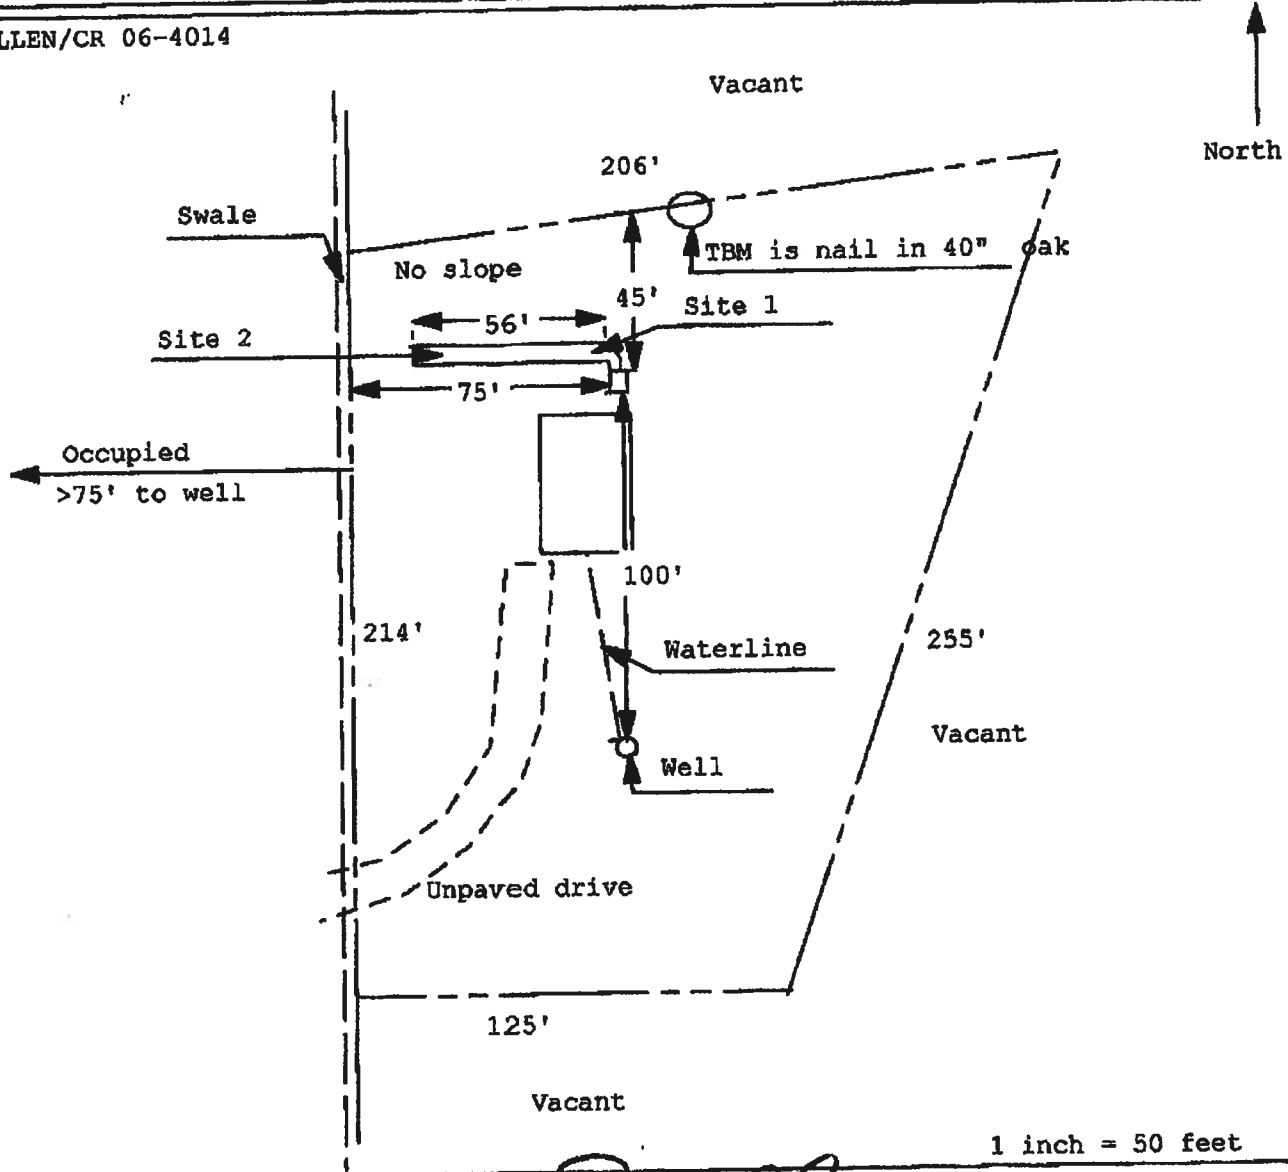 LLEN/CR 06-4014
Vacant
North
206'
Swale
TBM is nail in 40" oak
No slope
45'
Site 1
56'
Site 2
75'
Occupied
>75' to well
100'
214'
255'
Waterline
Vacant
Well
Unpaved drive
125'
Vacant
1 inch = 50 feet